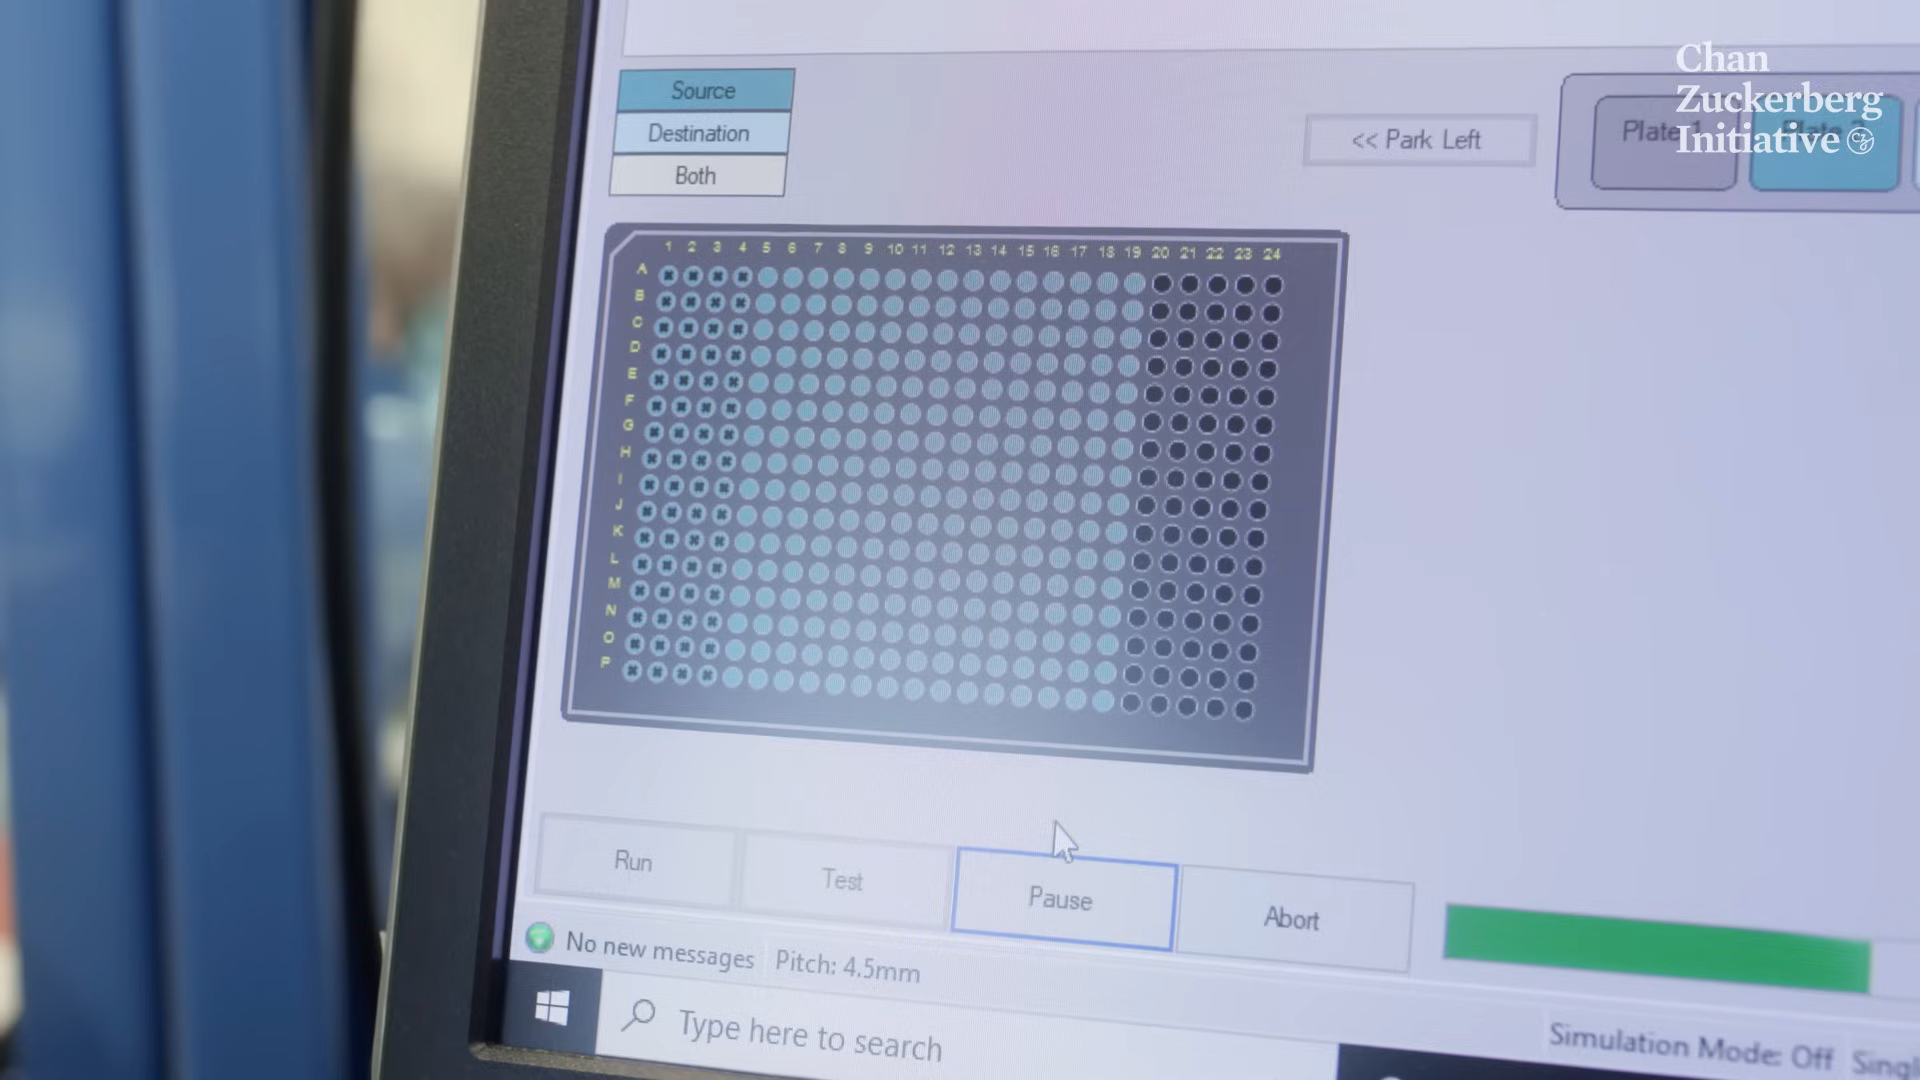 Chan
Zuckerberg
Initiative
Source
Destination
Both
<< Park Left
Plate 1
1 2 3 4 5 6 7 8 9 10 11 12 13 14 15 16 17 18 19 20 21 22 23 24
A
B
C
D
E
F
G
H
I
J
K
L
M
N
O
P
Run
Test
Pause
Abort
No new messages
Pitch: 4.5mm
Type here to search
Simulation Mode: Off